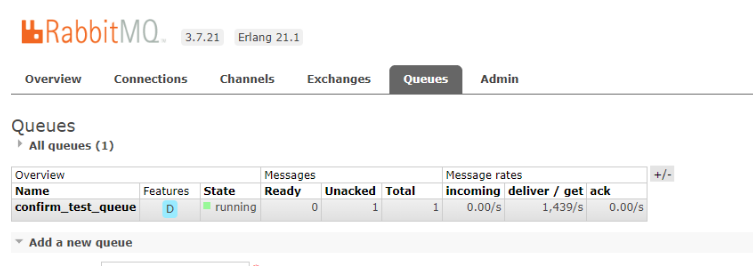 RabbitMQ. 3.7.21 Erlang 21.1
Overview Connections Channels Exchanges Queues Admin
Queues
All queues (1)
Overview Messages Message rates +/-
Name Features State Ready Unacked Total incoming deliver / get ack
confirm_test_queue D running 0 1 1 0.00/s 1,439/s 0.00/s
Add a new queue